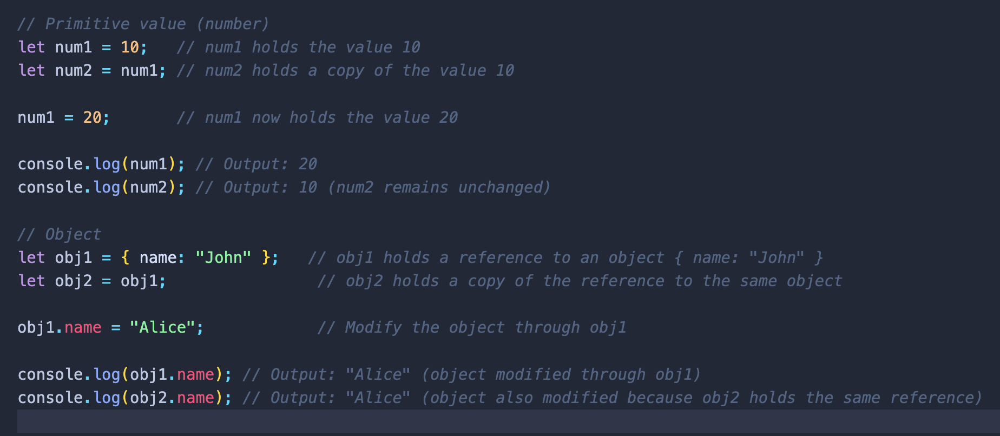 // Primitive value (number)
let num1 = 10;   // num1 holds the value 10
let num2 = num1; // num2 holds a copy of the value 10
num1 = 20;       // num1 now holds the value 20
console.log(num1); // Output: 20
console.log(num2); // Output: 10 (num2 remains unchanged)
// Object
let obj1 = { name: "John" };   // obj1 holds a reference to an object { name: "John" }
let obj2 = obj1;                // obj2 holds a copy of the reference to the same object
obj1.name = "Alice";            // Modify the object through obj1
console.log(obj1.name); // Output: "Alice" (object modified through obj1)
console.log(obj2.name); // Output: "Alice" (object also modified because obj2 holds the same reference)